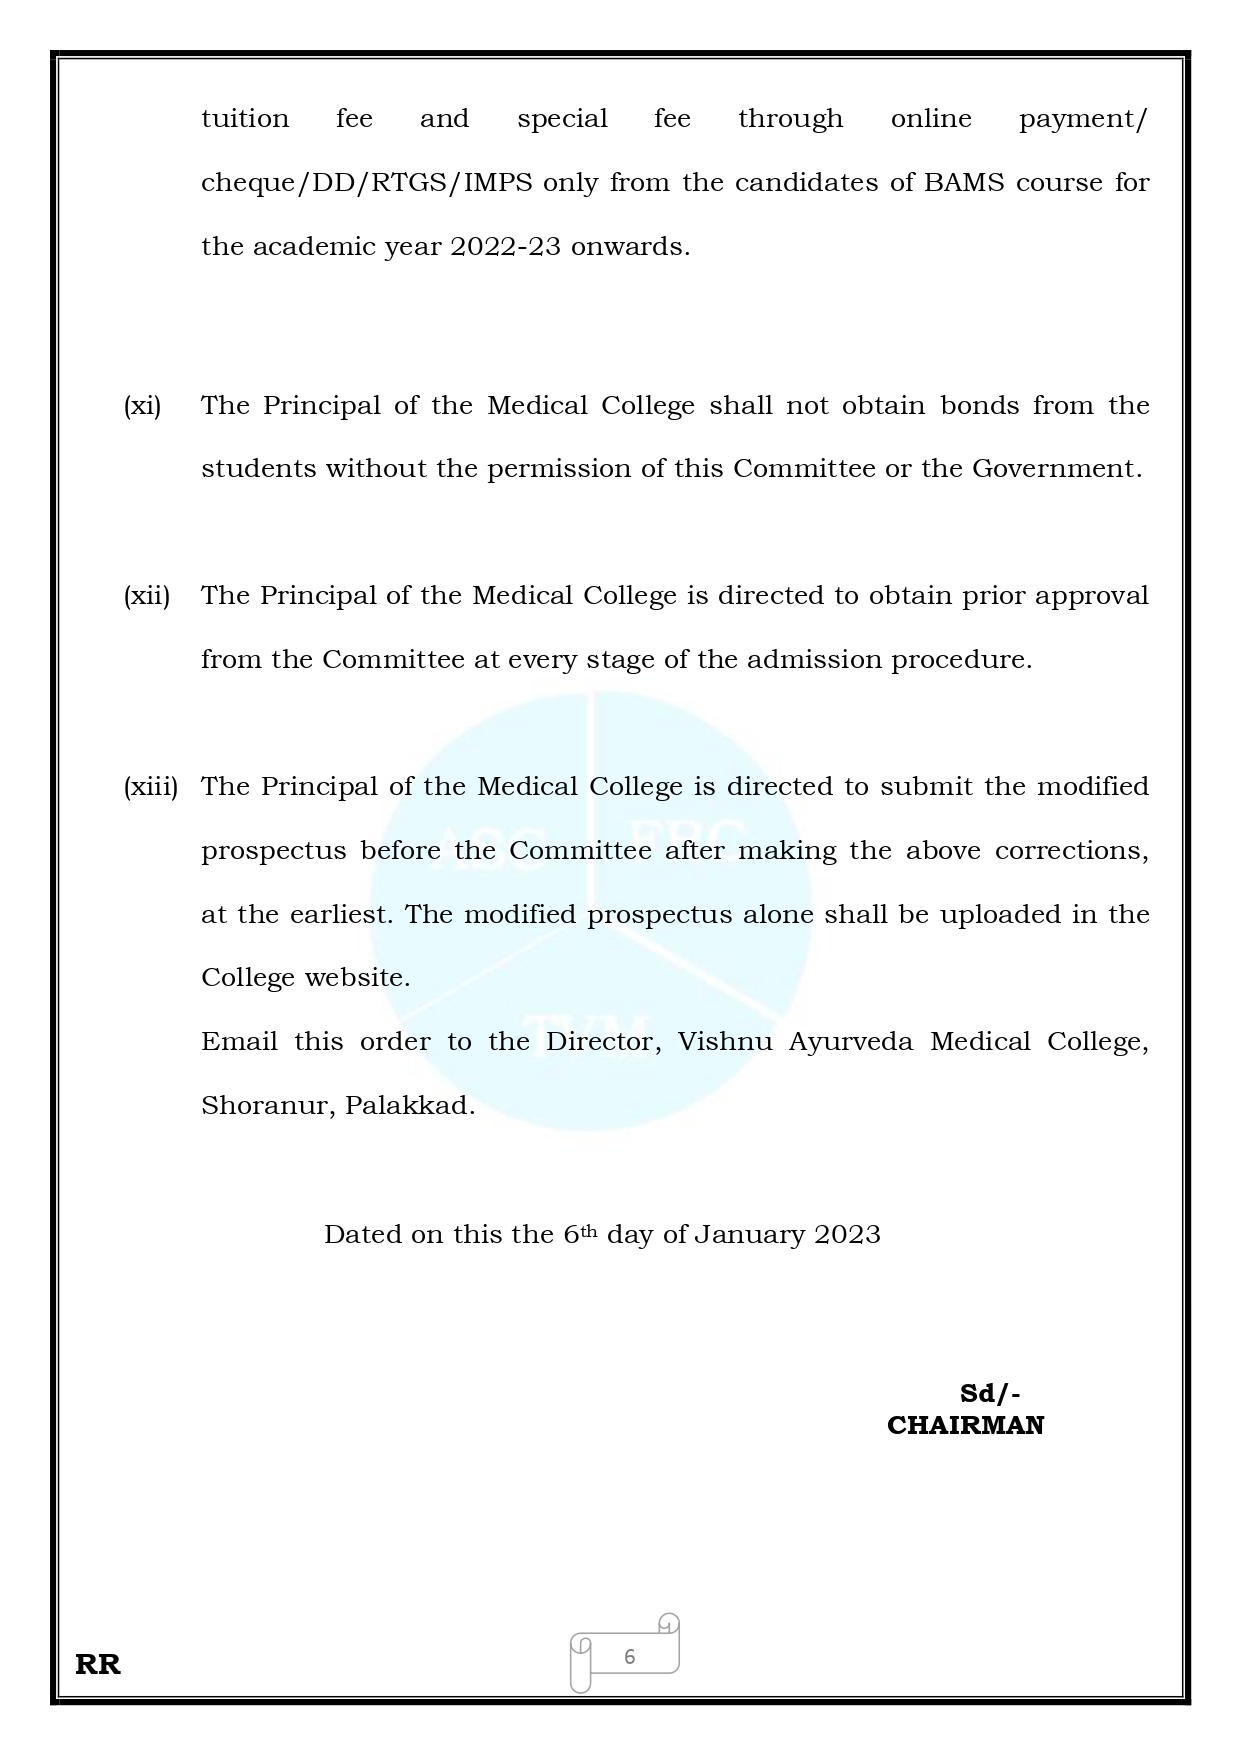 tuition fee and special fee through online payment/
cheque/DD/RTGS/IMPS only from the candidates of BAMS course for
the academic year 2022-23 onwards.
(xi) The Principal of the Medical College shall not obtain bonds from the
students without the permission of this Committee or the Government.
(xii) The Principal of the Medical College is directed to obtain prior approval
from the Committee at every stage of the admission procedure.
(xiii) The Principal of the Medical College is directed to submit the modified
prospectus before the Committee after making the above corrections,
at the earliest. The modified prospectus alone shall be uploaded in the
College website.
Email this order to the Director, Vishnu Ayurveda Medical College,
Shoranur, Palakkad.
ASC FRC
TVM
Dated on this the 6th day of January 2023
Sd/-
CHAIRMAN
RR
6